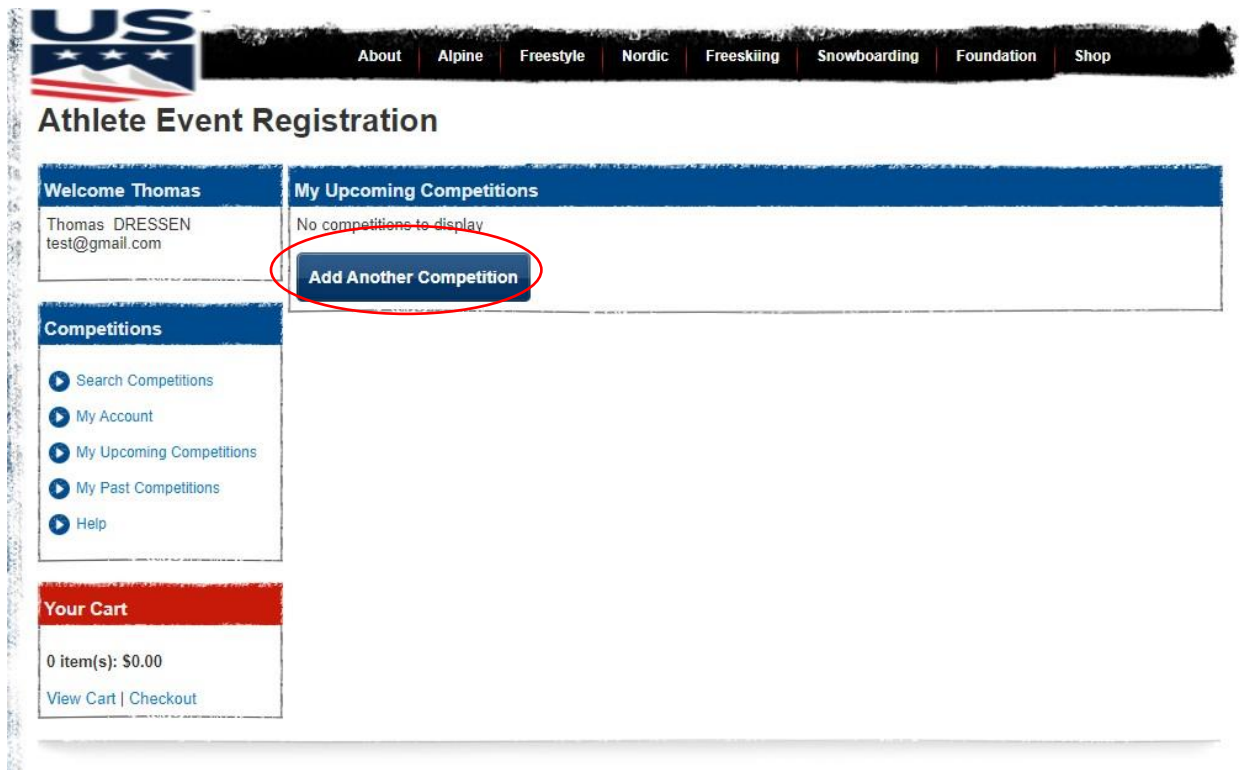 US
About Alpine Freestyle Nordic Freeskiing Snowboarding Foundation Shop
Athlete Event Registration
Welcome Thomas
Thomas DRESSEN
test@gmail.com
My Upcoming Competitions
No competitions to display
Add Another Competition
Competitions
Search Competitions
My Account
My Upcoming Competitions
My Past Competitions
Help
Your Cart
0 item(s): $0.00
View Cart | Checkout